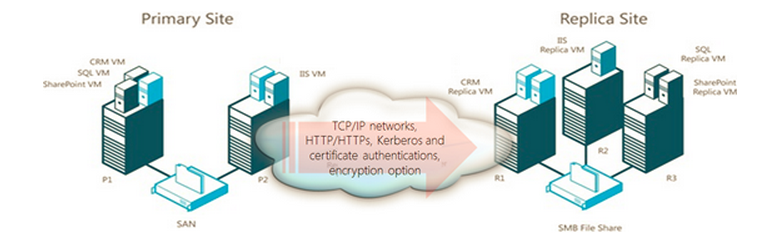 Primary Site
Replica Site
CRM VM
SQL VM
SharePoint VM
IIS VM
P1
P2
SAN
TCP/IP networks,
HTTP/HTTPs, Kerberos and
certificate authentications,
encryption option
IIS
Replica VM
CRM
Replica VM
SQL
Replica VM
SharePoint
Replica VM
R1
R2
R3
SMB File Share